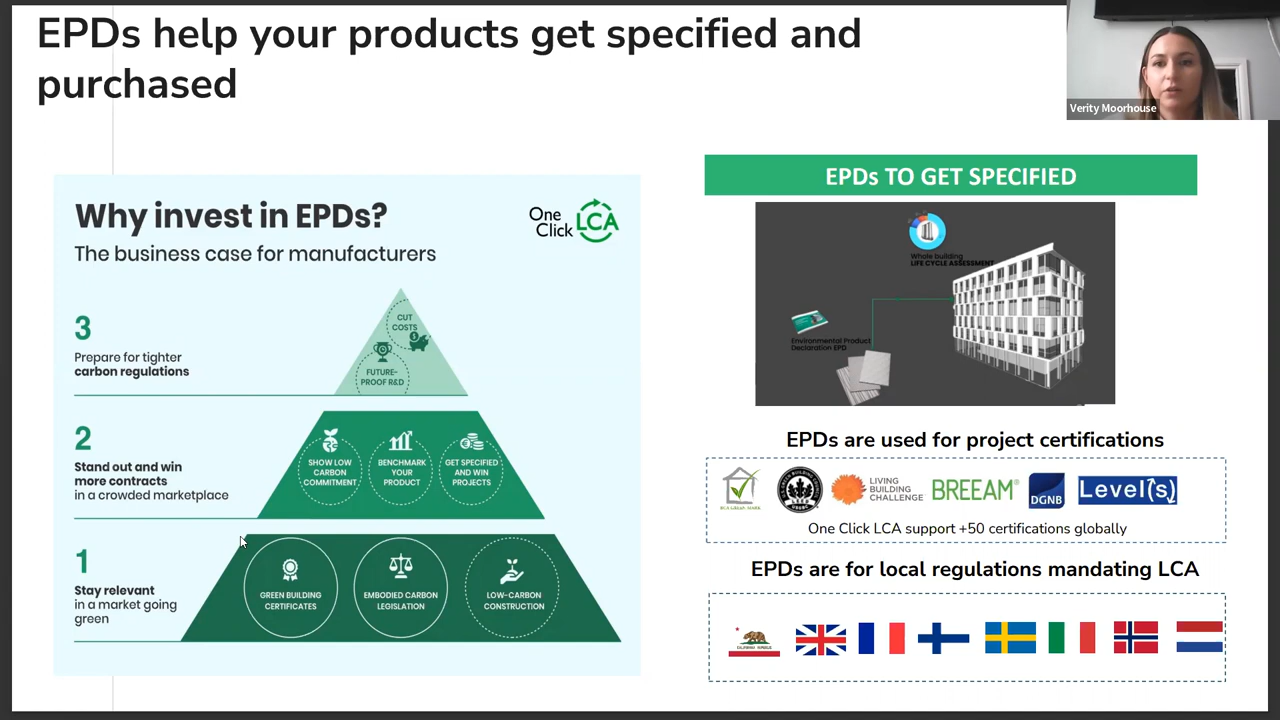 EPDs help your products get specified and
purchased
Verity Moorhouse
Why invest in EPDs?
The business case for manufacturers
One
Click LCA
3
Prepare for tighter
carbon regulations
CUT
COSTS
FUTURE-
PROOF R&D
2
Stand out and win
more contracts
in a crowded marketplace
SHOW LOW
CARBON
COMMITMENT
BENCHMARK
YOUR
PRODUCT
GET SPECIFIED
AND WIN
PROJECTS
1
Stay relevant
in a market going
green
GREEN BUILDING
CERTIFICATES
EMBODIED CARBON
LEGISLATION
LOW-CARBON
CONSTRUCTION
EPDs TO GET SPECIFIED
Whole building
LIFE CYCLE ASSESSMENT
Environmental Product
Declaration EPD
EPDs are used for project certifications
BCA GREEN MARK
LIVING
BUILDING
CHALLENGE
BREEAM®
DGNB
Level(s)
One Click LCA support +50 certifications globally
EPDs are for local regulations mandating LCA
CALIFORNIA REPUBLIC